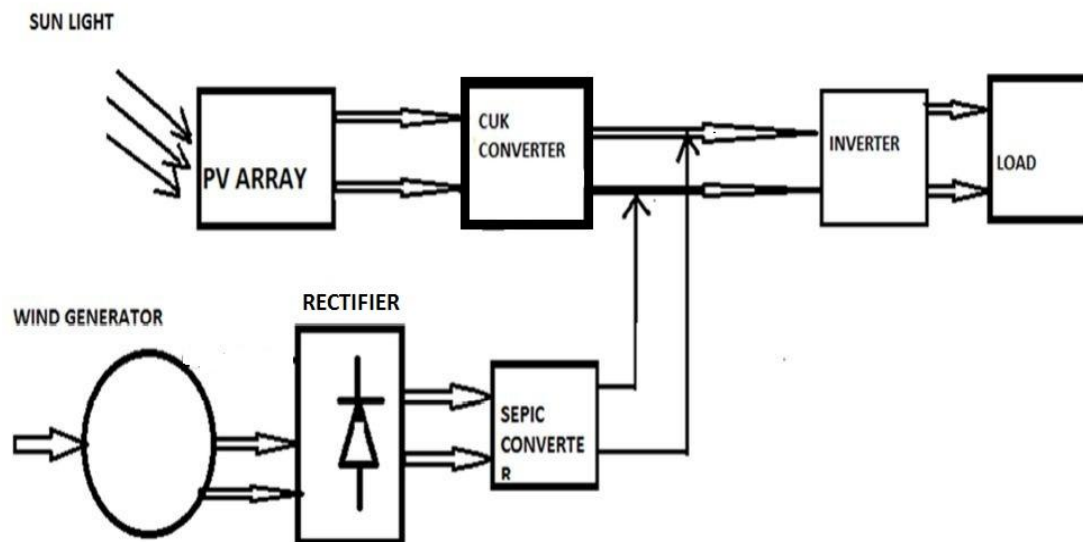 SUN LIGHT
PV ARRAY
CUK
CONVERTER
INVERTER
LOAD
WIND GENERATOR
RECTIFIER
SEPIC
CONVERTE
R